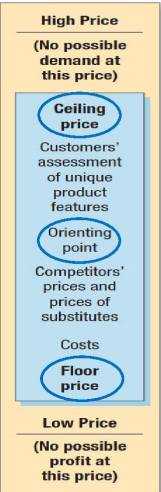 High Price
(No possible
demand at
this price)
Ceiling
price
Customers'
assessment
of unique
product
features
Orienting
point
Competitors'
prices and
prices of
substitutes
Costs
Floor
price
Low Price
(No possible
profit at
this price)